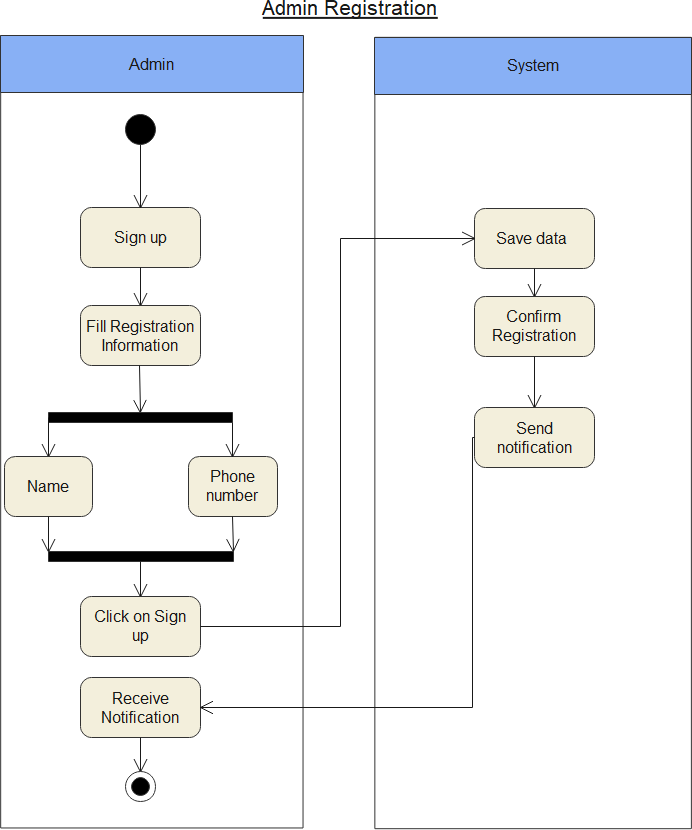 Admin Registration
Admin
System
Sign up
Save data
Fill Registration
Information
Confirm
Registration
Send
notification
Name
Phone
number
Click on Sign
up
Receive
Notification